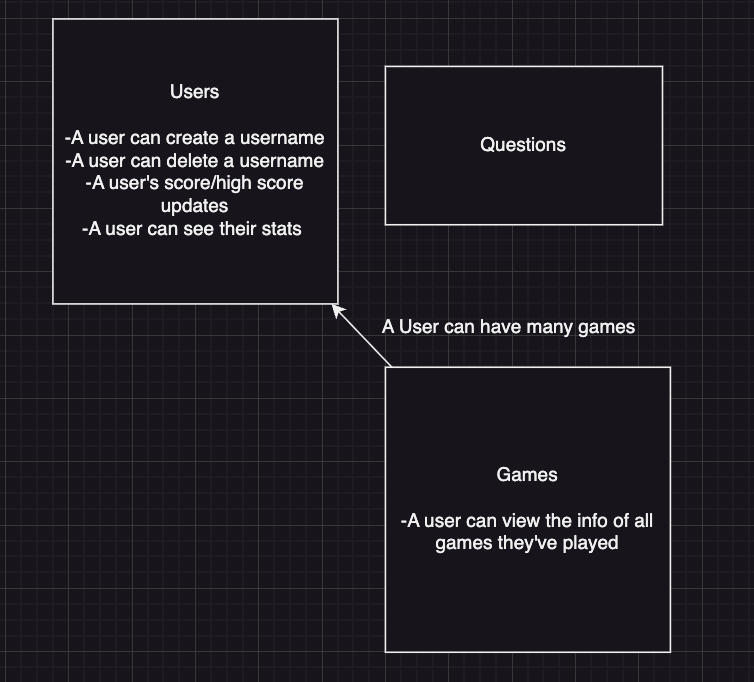 Users
-A user can create a username
-A user can delete a username
-A user's score/high score
updates
-A user can see their stats
Questions
A User can have many games
Games
-A user can view the info of all
games they've played